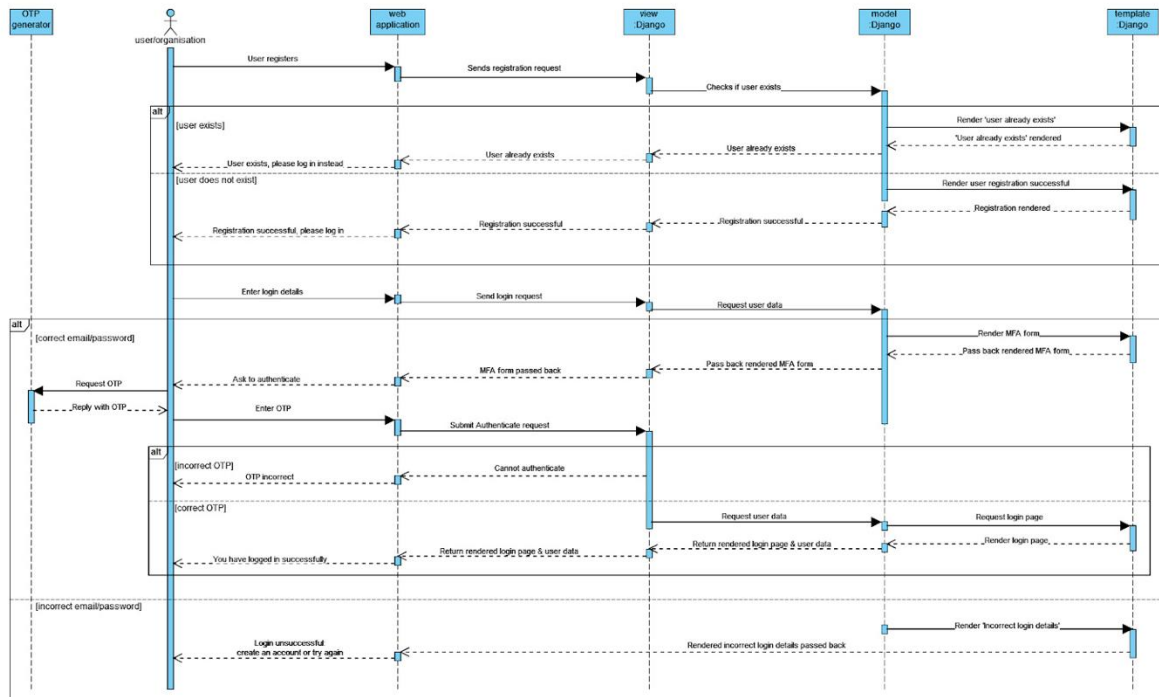 OTP
generator
user/organisation
web
application
view
:Django
model
:Django
template
:Django
User registers
Sends registration request
Checks if user exists
alt
[user exists]
Render 'user already exists'
'User already exists' rendered
User already exists
User already exists
User exists, please log in instead
[user does not exist]
Render user registration successful
Registration rendered
Registration successful
Registration successful
Registration successful, please log in
Enter login details
Send login request
Request user data
alt
[correct email/password]
Render MFA form
Pass back rendered MFA form
Pass back rendered MFA form
MFA form passed back
Ask to authenticate
Request OTP
Reply with OTP
Enter OTP
Submit Authenticate request
alt
[incorrect OTP]
Cannot authenticate
OTP incorrect
[correct OTP]
Request user data
Request login page
Render login page
Return rendered login page & user data
Return rendered login page & user data
You have logged in successfully
[incorrect email/password]
Render 'Incorrect login details'
Rendered incorrect login details passed back
Login unsuccessful
create an account or try again